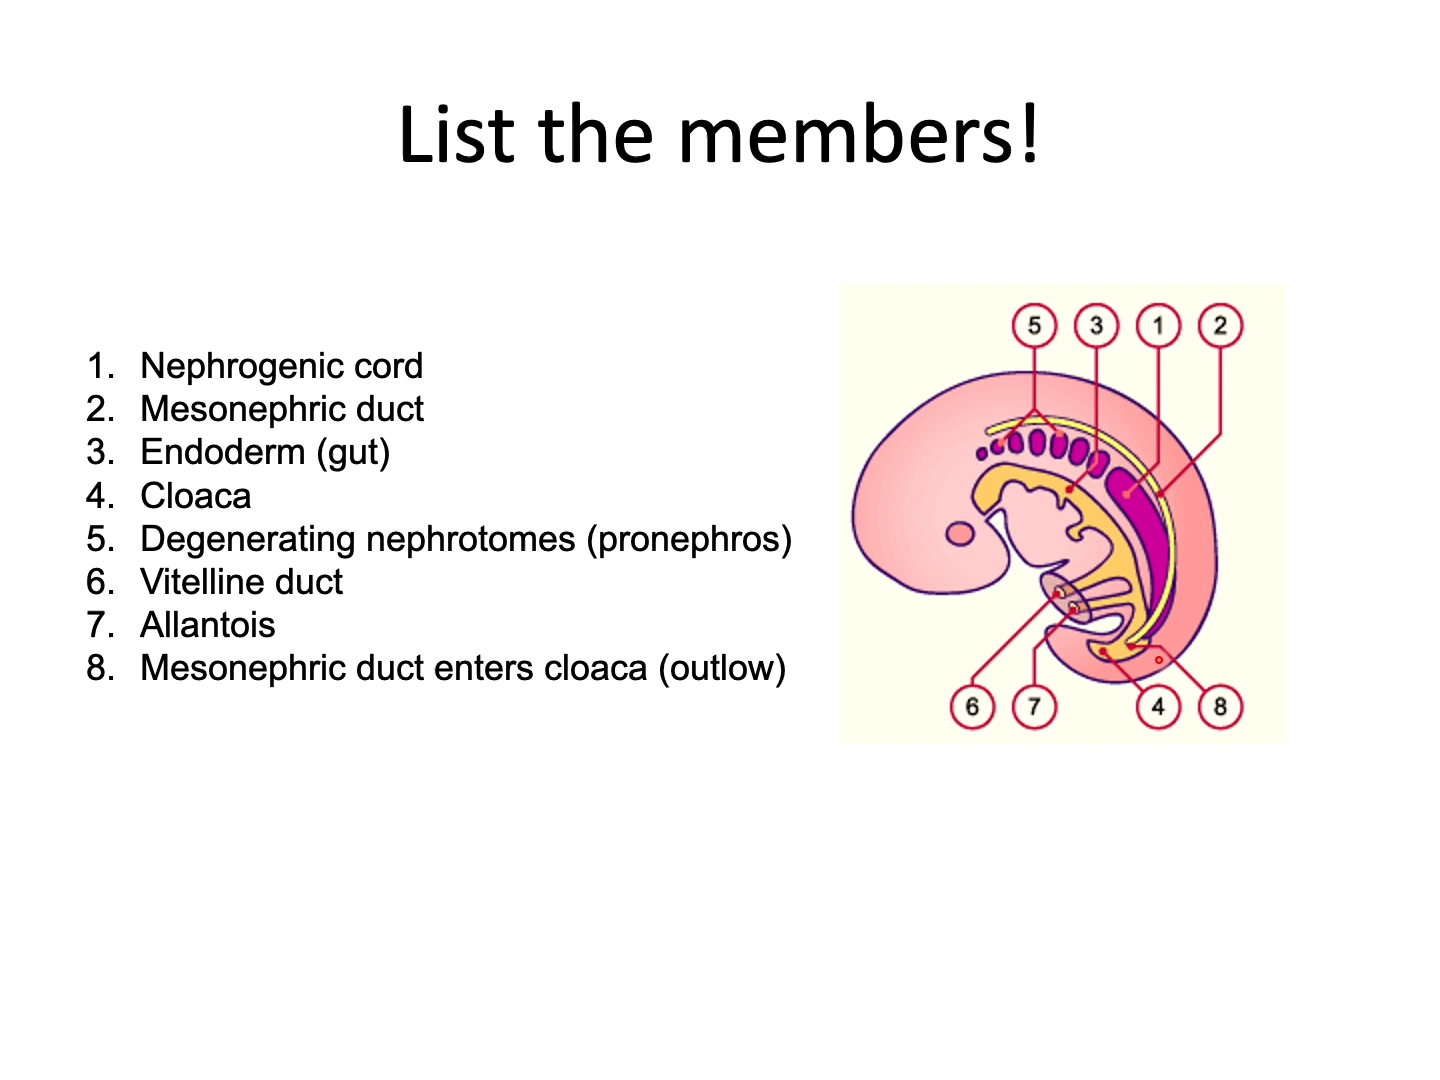 List the members!
1. Nephrogenic cord
2. Mesonephric duct
3. Endoderm (gut)
4. Cloaca
5. Degenerating nephrotomes (pronephros)
6. Vitelline duct
7. Allantois
8. Mesonephric duct enters cloaca (outlow)
5 3 1 2
6 7 4 8